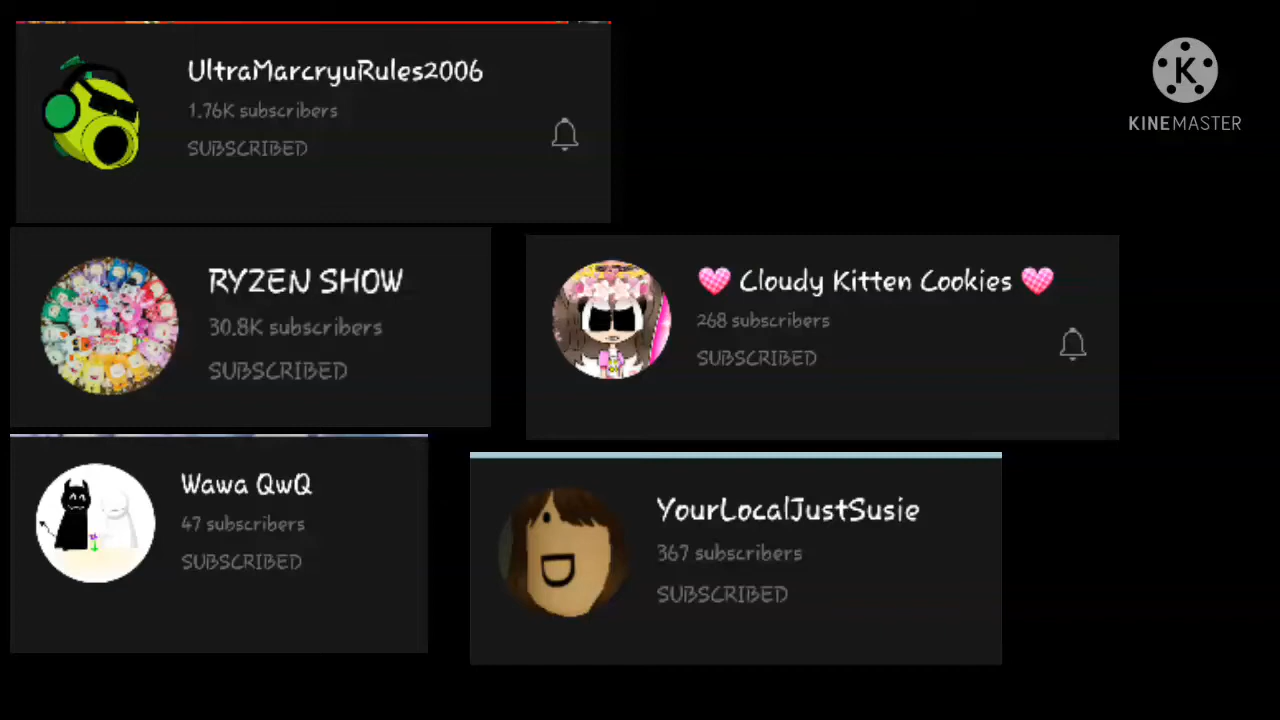 UltraMarcryuRules2006
1.76K subscribers
SUBSCRIBED
K
KINEMASTER
RYZEN SHOW
30.8K subscribers
SUBSCRIBED
💗 Cloudy Kitten Cookies 💗
268 subscribers
SUBSCRIBED
Wawa QwQ
47 subscribers
SUBSCRIBED
YourLocalJustSusie
367 subscribers
SUBSCRIBED